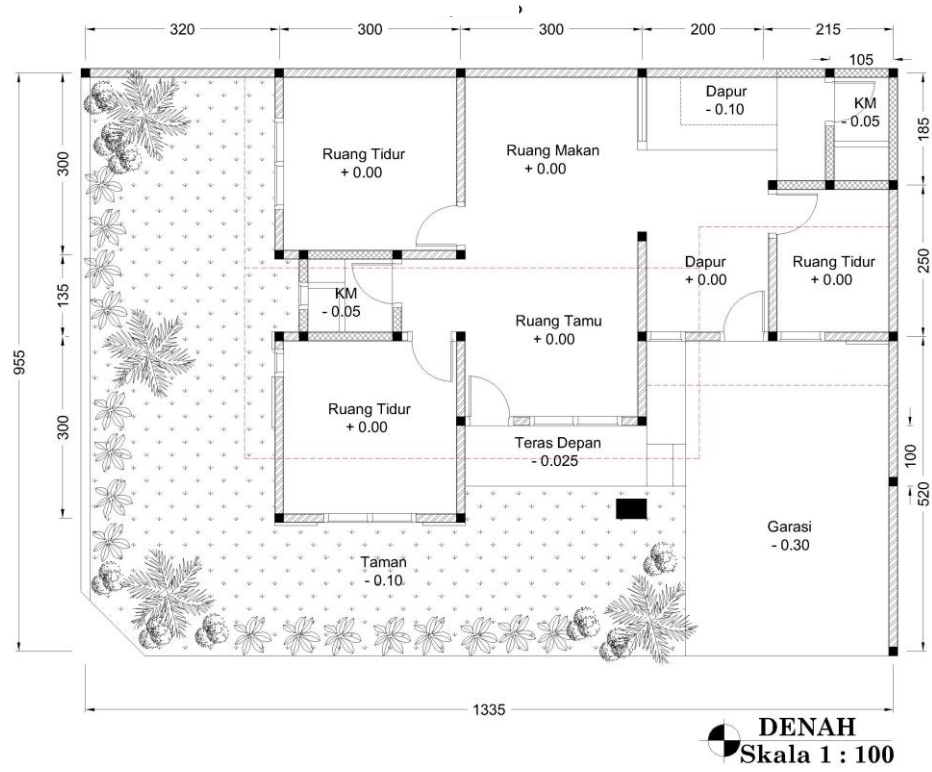 320
300
300
200
215
105
Dapur
- 0.10
KM
- 0.05
185
Ruang Tidur
+ 0.00
Ruang Makan
+ 0.00
300
250
Dapur
+ 0.00
Ruang Tidur
+ 0.00
135
KM
- 0.05
Ruang Tamu
+ 0.00
955
300
Ruang Tidur
+ 0.00
Teras Depan
- 0.025
100
520
Garasi
- 0.30
Taman
- 0.10
1335
DENAH
Skala 1 : 100